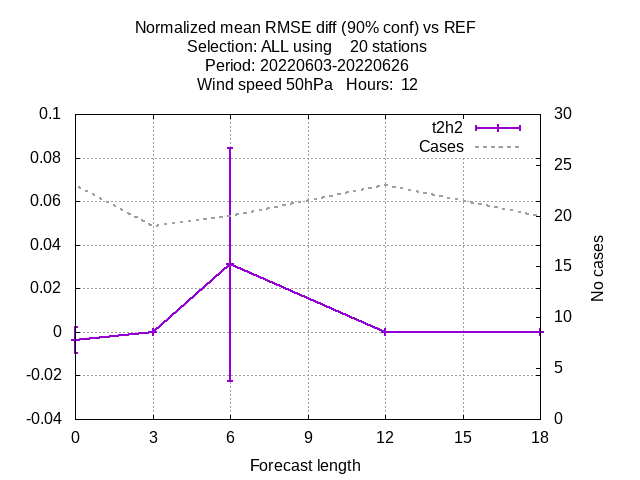 Normalized mean RMSE diff (90% conf) vs REF
Selection: ALL using    20 stations
Period: 20220603-20220626
Wind speed 50hPa   Hours:  12
0.1
0.08
0.06
0.04
0.02
0
-0.02
-0.04
30
25
20
15
10
5
0
t2h2
Cases
No cases
0
3
6
9
12
15
18
Forecast length